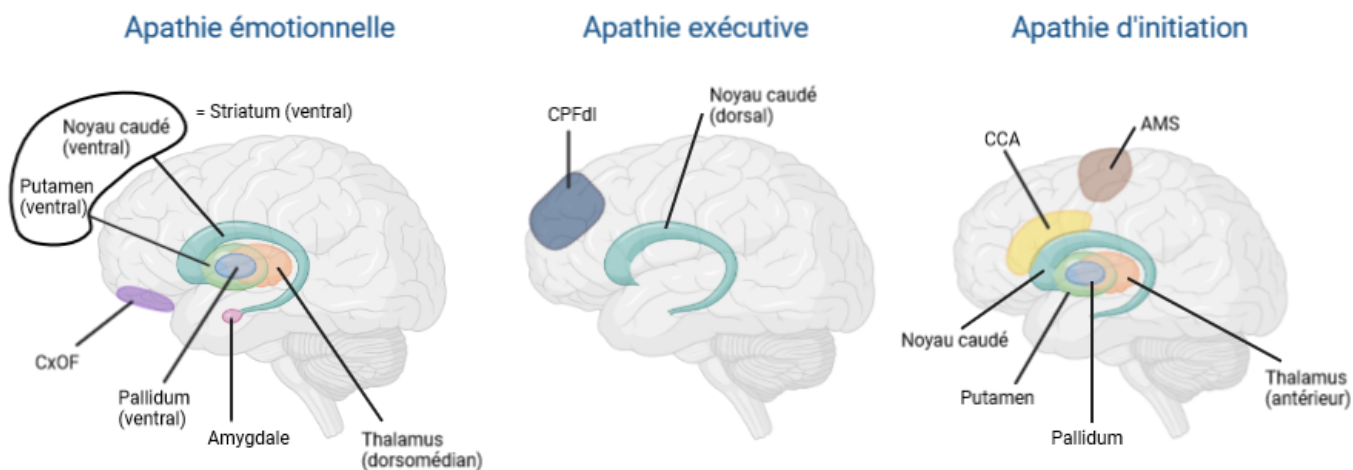 Apathie émotionnelle
Noyau caudé
(ventral)
= Striatum (ventral)
Putamen
(ventral)
CxOF
Pallidum
(ventral)
Amygdale
Thalamus
(dorsomédian)
Apathie exécutive
CPFdl
Noyau caudé
(dorsal)
Apathie d'initiation
CCA
AMS
Noyau caudé
Putamen
Pallidum
Thalamus
(antérieur)